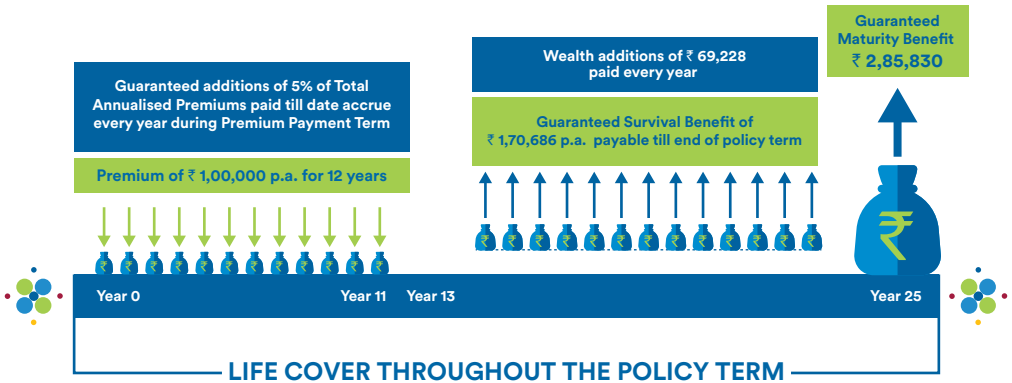 Guaranteed additions of 5% of Total
Annualised Premiums paid till date accrue
every year during Premium Payment Term
Premium of ₹ 1,00,000 p.a. for 12 years
Wealth additions of ₹ 69,228
paid every year
Guaranteed Survival Benefit of
₹ 1,70,686 p.a. payable till end of policy term
Guaranteed
Maturity Benefit
₹ 2,85,830
₹ ₹ ₹ ₹ ₹ ₹ ₹ ₹ ₹ ₹ ₹ ₹
₹ ₹ ₹ ₹ ₹ ₹ ₹ ₹ ₹ ₹ ₹ ₹ ₹
₹
Year 0 Year 11 Year 13 Year 25
LIFE COVER THROUGHOUT THE POLICY TERM